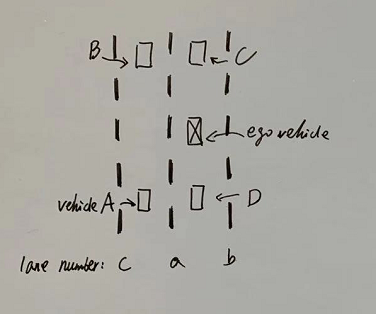 B
C
ego vehicle
vehicle A
D
lane number: c a b